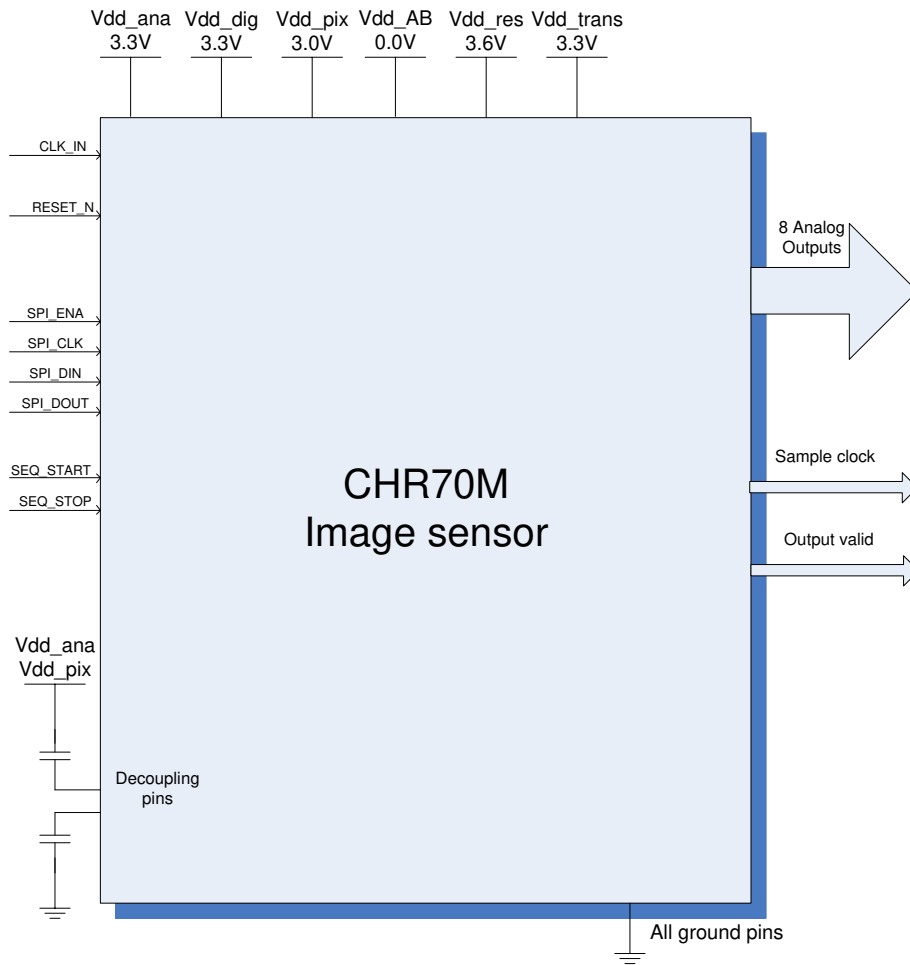 Vdd_ana Vdd_dig Vdd_pix Vdd_AB Vdd_res Vdd_trans
3.3V 3.3V 3.0V 0.0V 3.6V 3.3V
CLK_IN
RESET_N
8 Analog
Outputs
SPI_ENA
SPI_CLK
SPI_DIN
SPI_DOUT
SEQ_START
SEQ_STOP
CHR70M
Image sensor
Sample clock
Output valid
Vdd_ana
Vdd_pix
Decoupling
pins
All ground pins